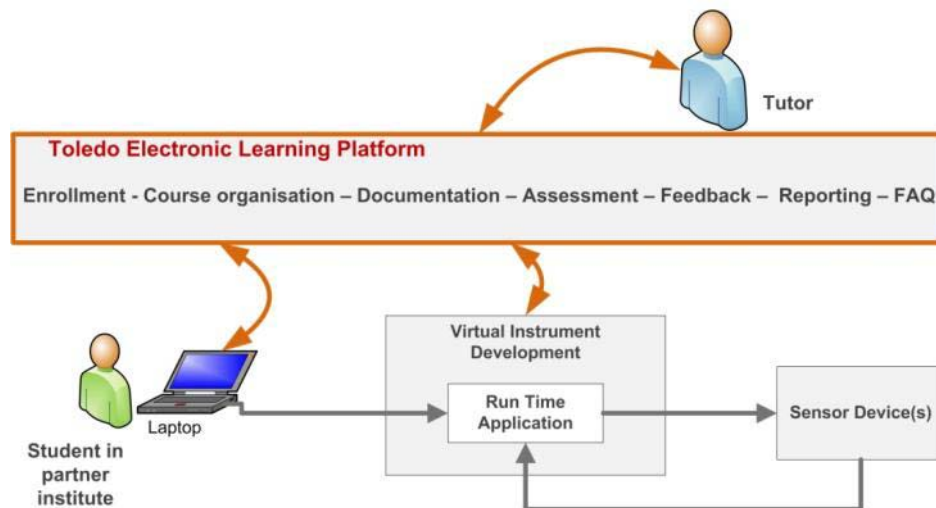 Tutor
Toledo Electronic Learning Platform
Enrollment - Course organisation – Documentation – Assessment – Feedback – Reporting – FAQ
Virtual Instrument
Development
Run Time
Application
Sensor Device(s)
Laptop
Student in
partner
institute